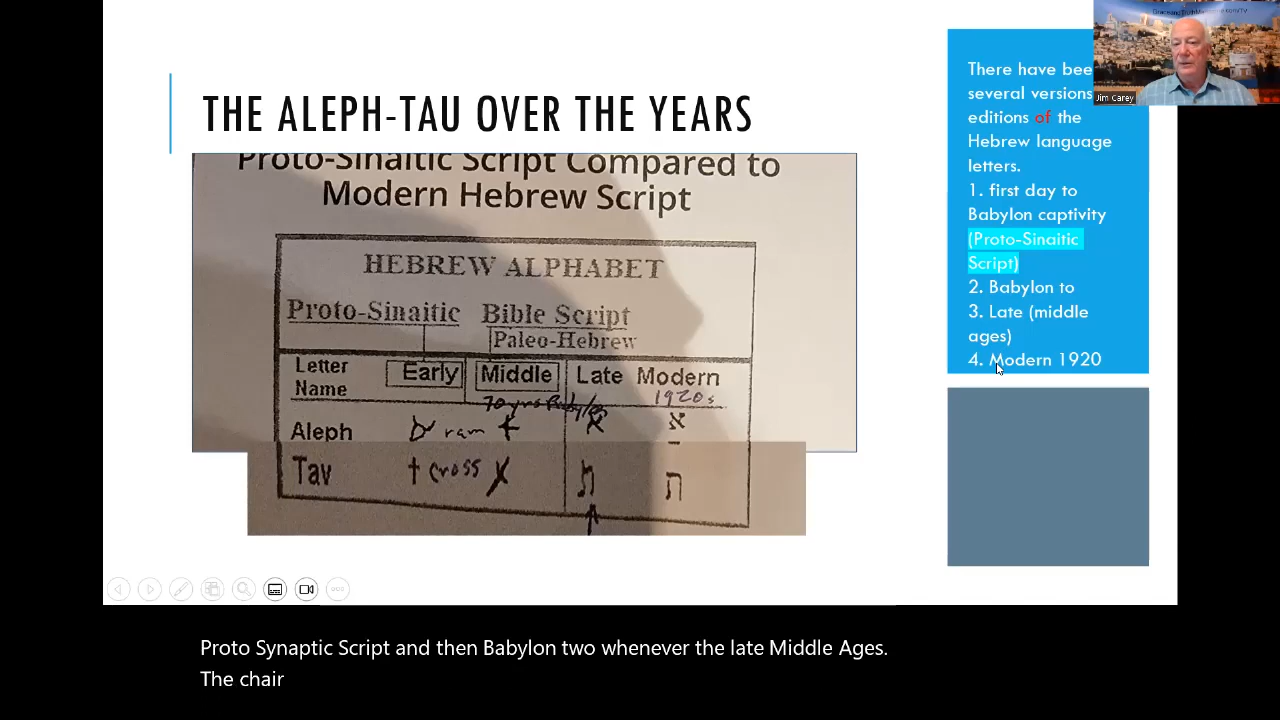 THE ALEPH-TAU OVER THE YEARS
Proto-Sinaitic Script Compared to
Modern Hebrew Script
HEBREW ALPHABET
Proto-Sinaitic Bible Script
Paleo-Hebrew
Letter Name Early Middle Late Modern
70 yrs 1920s
Aleph ram א א
Tav cross ת ת
There have bee
several versions
editions of the
Hebrew language
letters.
1. first day to
Babylon captivity
(Proto-Sinaitic
Script)
2. Babylon to
3. Late (middle
ages)
4. Modern 1920
Jim Carey
Proto Synaptic Script and then Babylon two whenever the late Middle Ages.
The chair